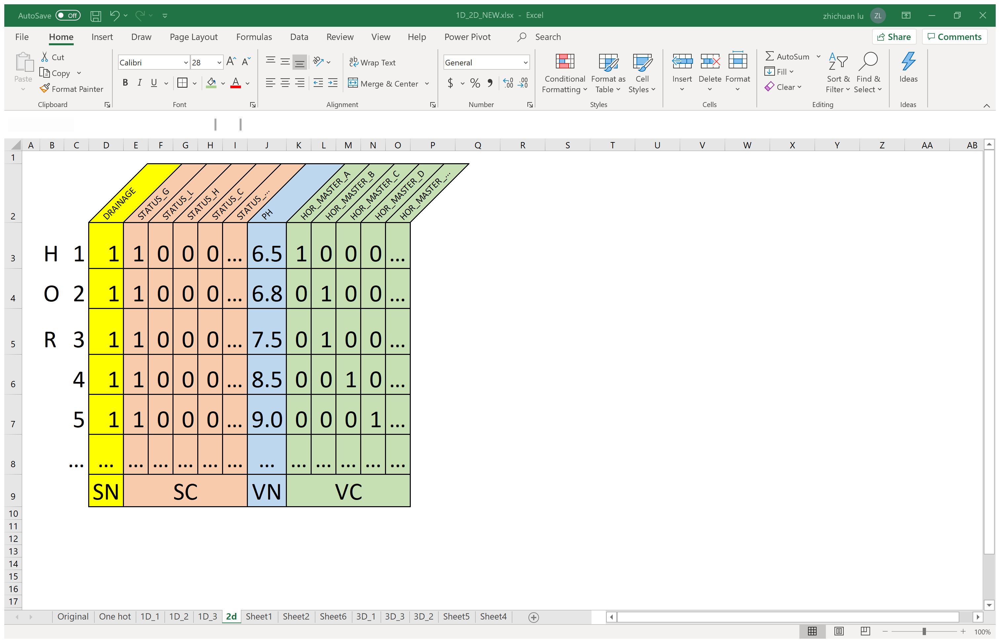 AutoSave Off 1D_2D_NEW.xlsx - Excel zhichuan lu ZL
File Home Insert Draw Page Layout Formulas Data Review View Help Power Pivot Search Share Comments
Paste Cut Copy Format Painter
Calibri 28 A A
B I U A
ab Wrap Text
Merge & Center
General
$ % , .00 .0
Conditional Formatting Format as Table Cell Styles
Insert Delete Format
AutoSum Fill Clear
Sort & Filter Find & Select
Ideas
Clipboard Font Alignment Number Styles Cells Editing Ideas
A B C D E F G H I J K L M N O P Q R S T U V W X Y Z AA AB
1
2 DRAINAGE STATUS_G STATUS_L STATUS_H STATUS_C STATUS_... PH HOR_MASTER_A HOR_MASTER_B HOR_MASTER_C HOR_MASTER_D HOR_MASTER_...
3 H 1 1 1 0 0 0 ... 6.5 1 0 0 0 ...
4 O 2 1 1 0 0 0 ... 6.8 0 1 0 0 ...
5 R 3 1 1 0 0 0 ... 7.5 0 1 0 0 ...
6 4 1 1 0 0 0 ... 8.5 0 0 1 0 ...
7 5 1 1 0 0 0 ... 9.0 0 0 0 1 ...
8 ... ... ... ... ... ... ... ... ... ... ... ... ...
9 SN SC VN VC
10
11
12
13
14
15
16
17
Original One hot 1D_1 1D_2 1D_3 2d Sheet1 Sheet2 Sheet6 3D_1 3D_3 3D_2 Sheet5 Sheet4
100%